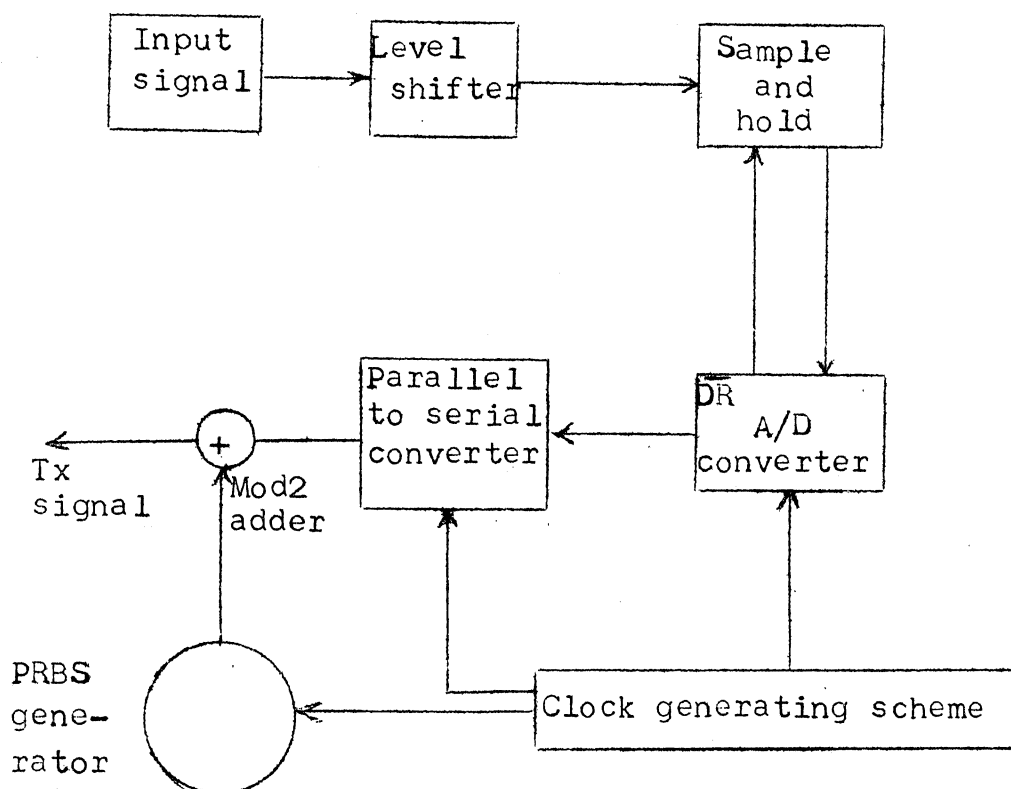 Input
signal
Level
shifter
Sample
and
hold
Parallel
to serial
converter
D̅R̅
A/D
converter
+
Tx
signal
Mod2
adder
PRBS
gene-
rator
Clock generating scheme